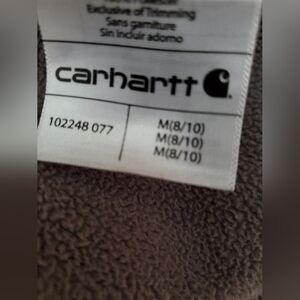 Exclusive of Trimming
Sans garniture
Sin incluir adorno
carhartt
102248 077
M(8/10)
M(8/10)
M(8/10)